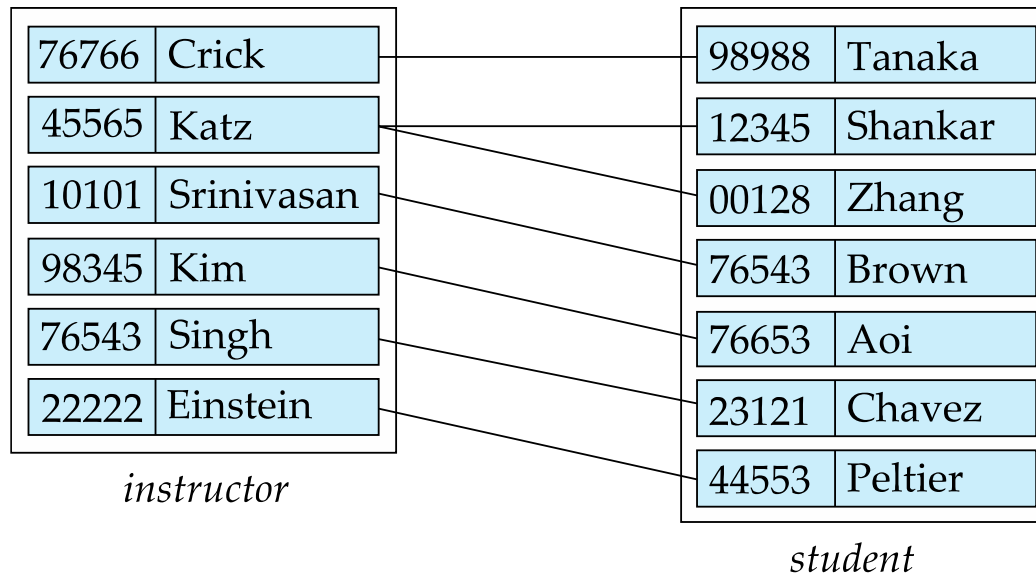 76766 Crick
45565 Katz
10101 Srinivasan
98345 Kim
76543 Singh
22222 Einstein
instructor
98988 Tanaka
12345 Shankar
00128 Zhang
76543 Brown
76653 Aoi
23121 Chavez
44553 Peltier
student